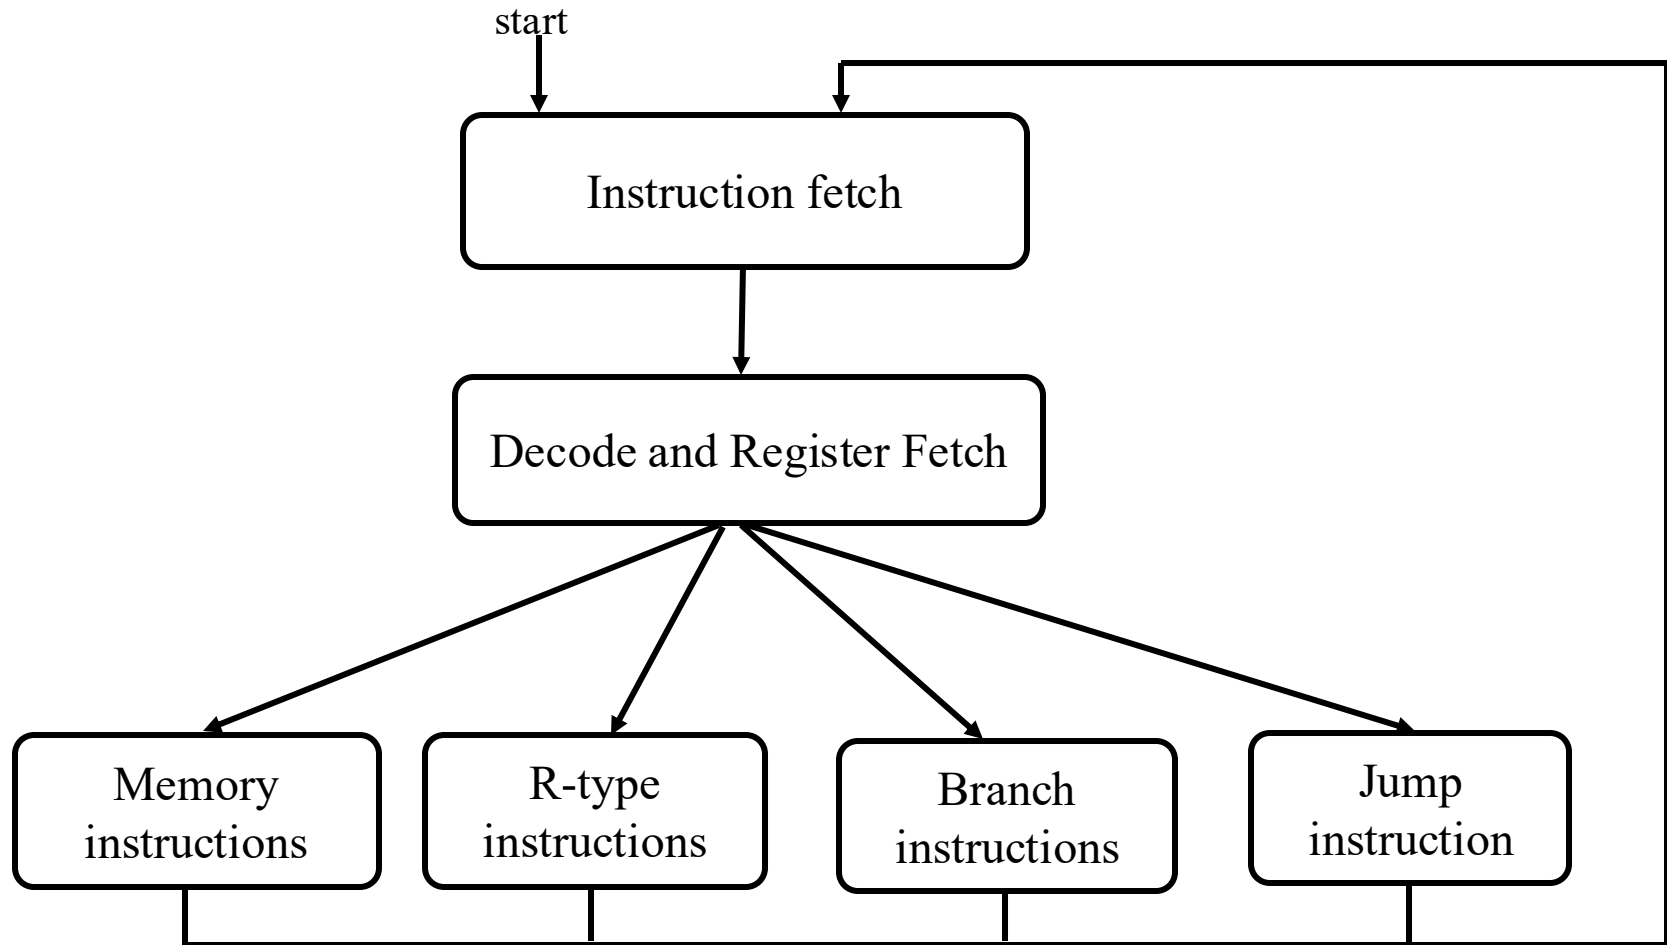 start
Instruction fetch
Decode and Register Fetch
Memory
instructions
R-type
instructions
Branch
instructions
Jump
instruction